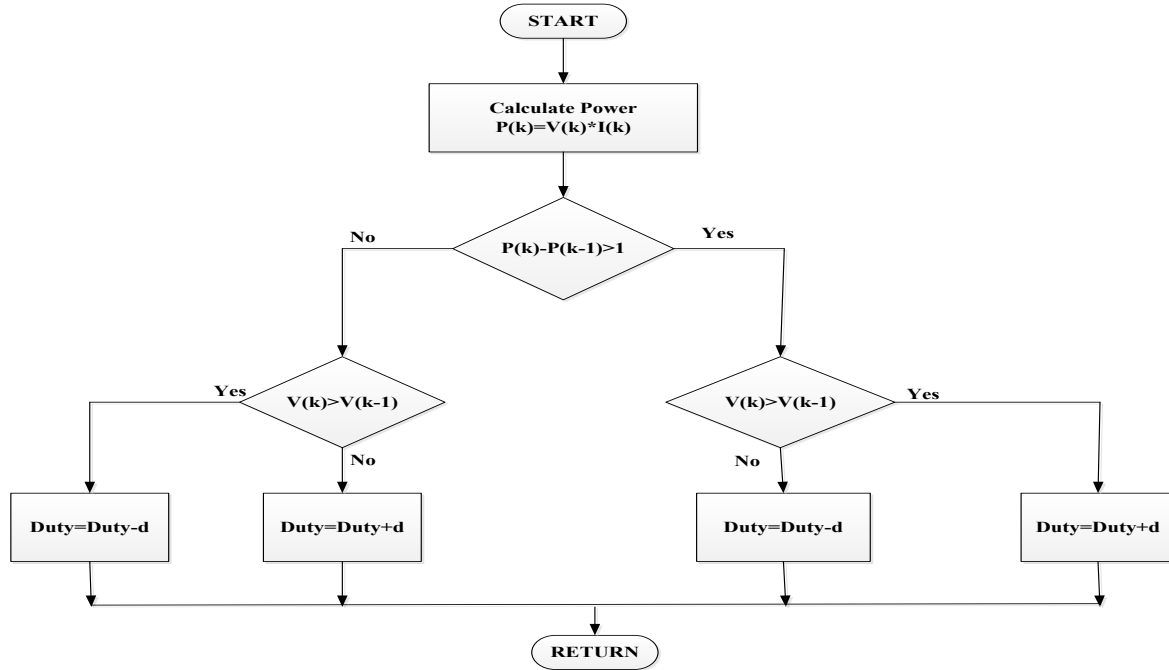 START
Calculate Power
P(k)=V(k)*I(k)
P(k)-P(k-1)>1
No
Yes
V(k)>V(k-1)
Yes
No
V(k)>V(k-1)
Yes
No
Duty=Duty-d
Duty=Duty+d
Duty=Duty-d
Duty=Duty+d
RETURN